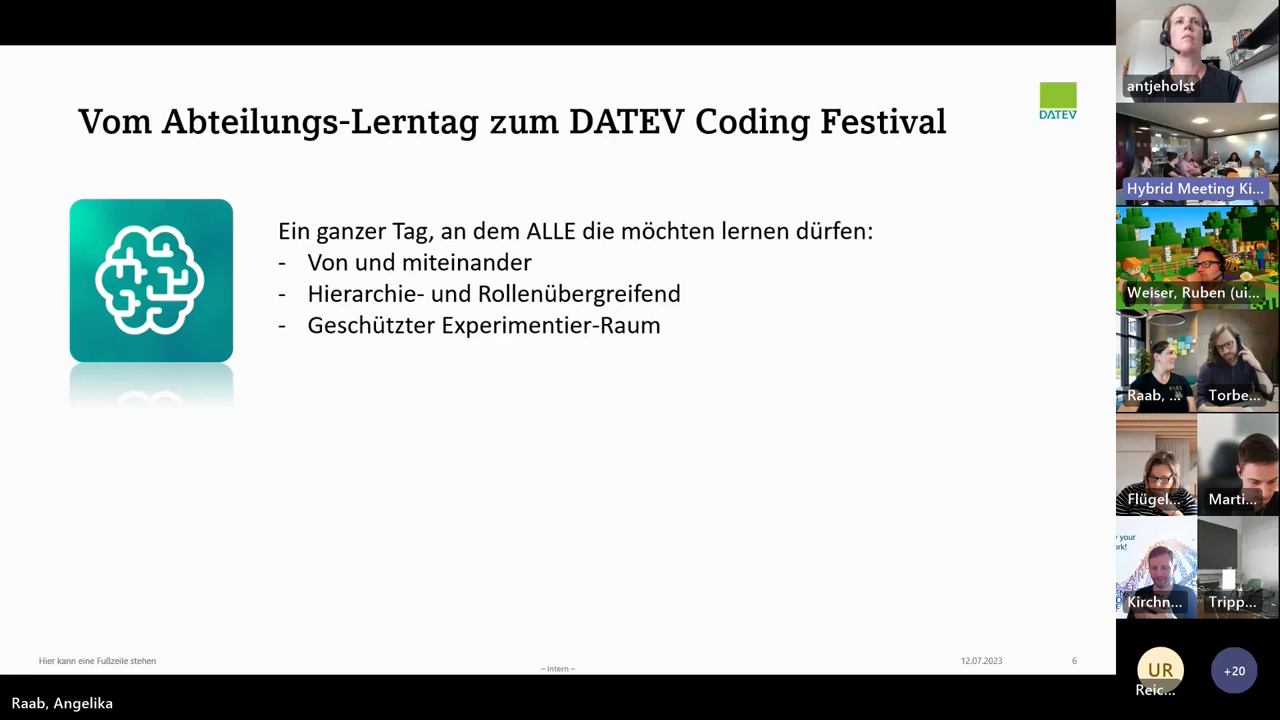 Vom Abteilungs-Lerntag zum DATEV Coding Festival
DATEV
Ein ganzer Tag, an dem ALLE die möchten lernen dürfen:
- Von und miteinander
- Hierarchie- und Rollenübergreifend
- Geschützter Experimentier-Raum
Hier kann eine Fußzeile stehen
– Intern –
12.07.2023
6
Raab, Angelika
antjeholst
Hybrid Meeting Ki...
Weiser, Ruben (ui...
Raab, ...
Torbe...
Flügel...
Marti...
Kirchn...
Tripp...
UR
Reic...
+20